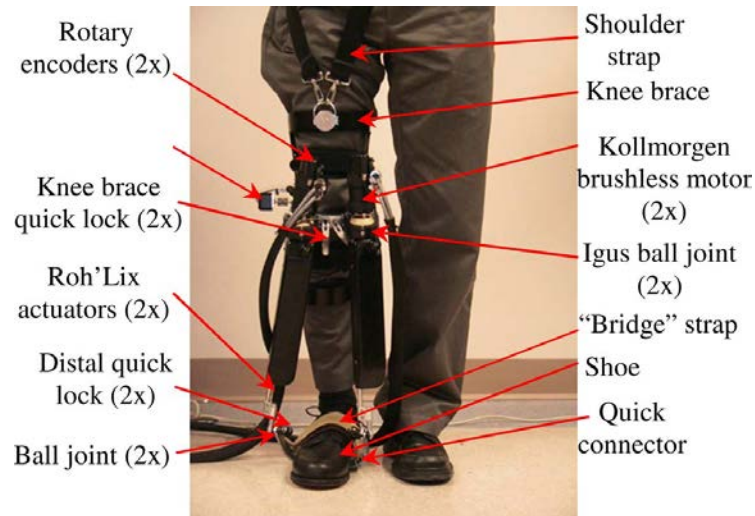 Rotary
encoders (2x)
Knee brace
quick lock (2x)
Roh'Lix
actuators (2x)
Distal quick
lock (2x)
Ball joint (2x)
Shoulder
strap
Knee brace
Kollmorgen
brushless motor
(2x)
Igus ball joint
(2x)
“Bridge” strap
Shoe
Quick
connector